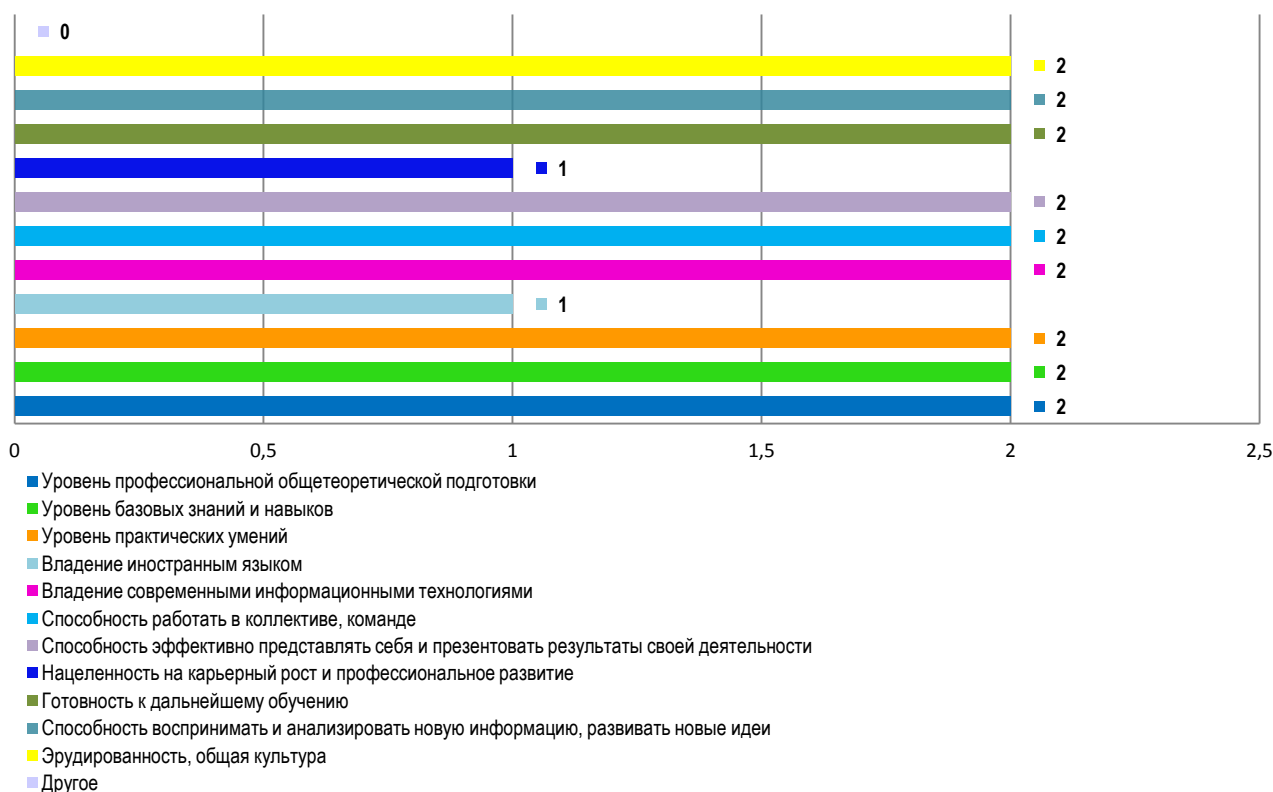 0
2
2
2
1
2
2
2
1
2
2
2
0 0,5 1 1,5 2 2,5
Уровень профессиональной общетеоретической подготовки
Уровень базовых знаний и навыков
Уровень практических умений
Владение иностранным языком
Владение современными информационными технологиями
Способность работать в коллективе, команде
Способность эффективно представлять себя и презентовать результаты своей деятельности
Нацеленность на карьерный рост и профессиональное развитие
Готовность к дальнейшему обучению
Способность воспринимать и анализировать новую информацию, развивать новые идеи
Эрудированность, общая культура
Другое